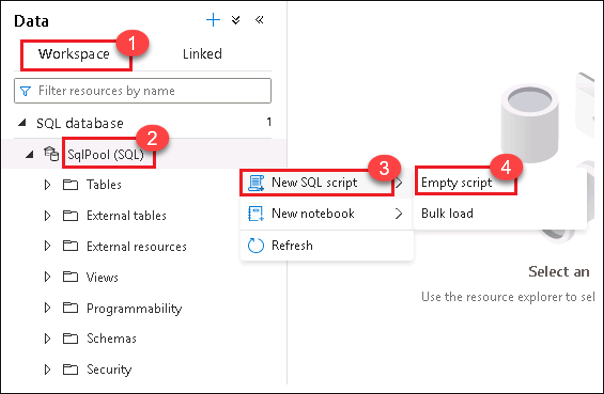 Data
Workspace
1
Linked
Filter resources by name
SQL database
1
2
SqlPool (SQL)
Tables
External tables
External resources
Views
Programmability
Schemas
Security
New SQL script
3
New notebook
Refresh
4
Empty script
Bulk load
Select an
Use the resource explorer to sel